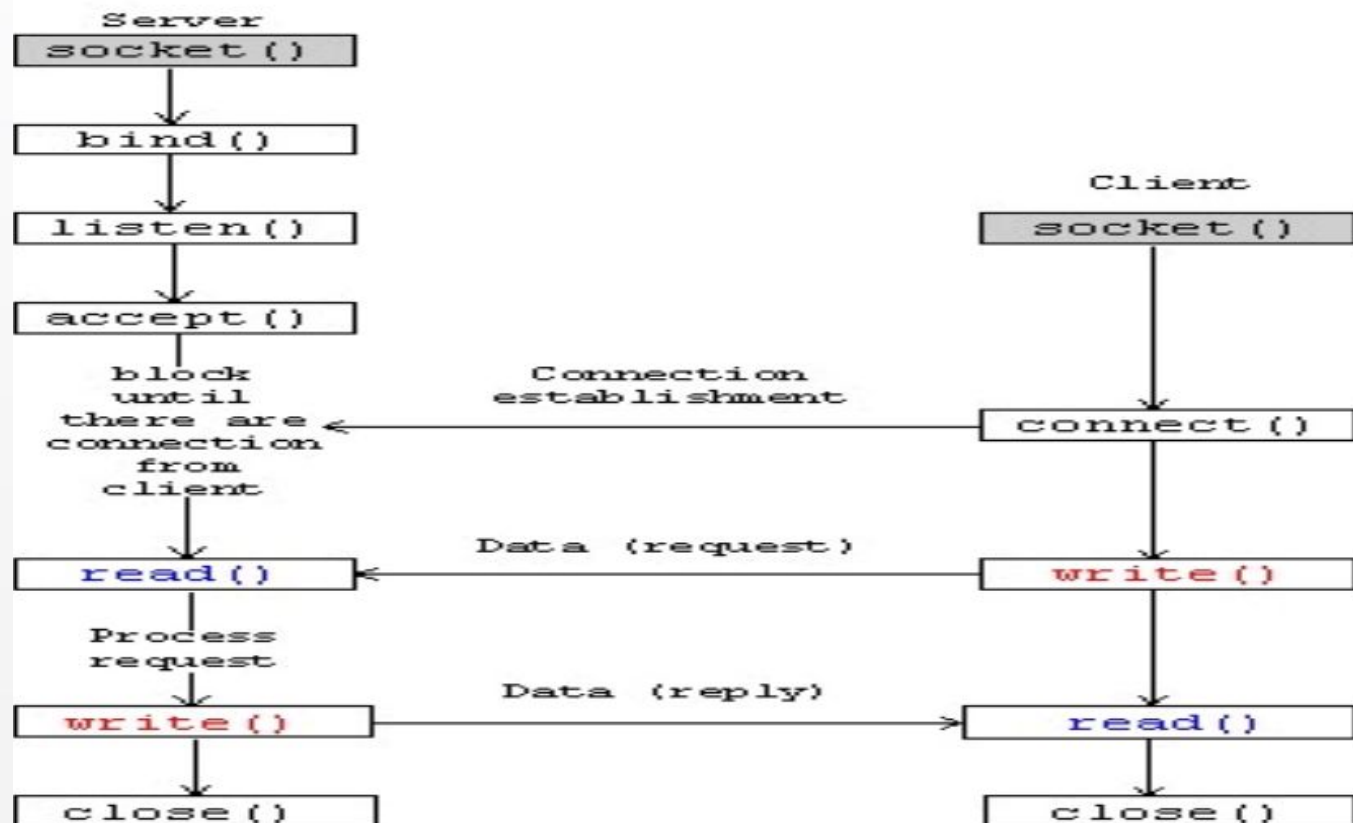 Server
socket()
bind()
listen()
accept()
block
until
there are
connection
from
client
read()
Process
request
write()
close()
Connection
establishment
Data (request)
Data (reply)
Client
socket()
connect()
write()
read()
close()